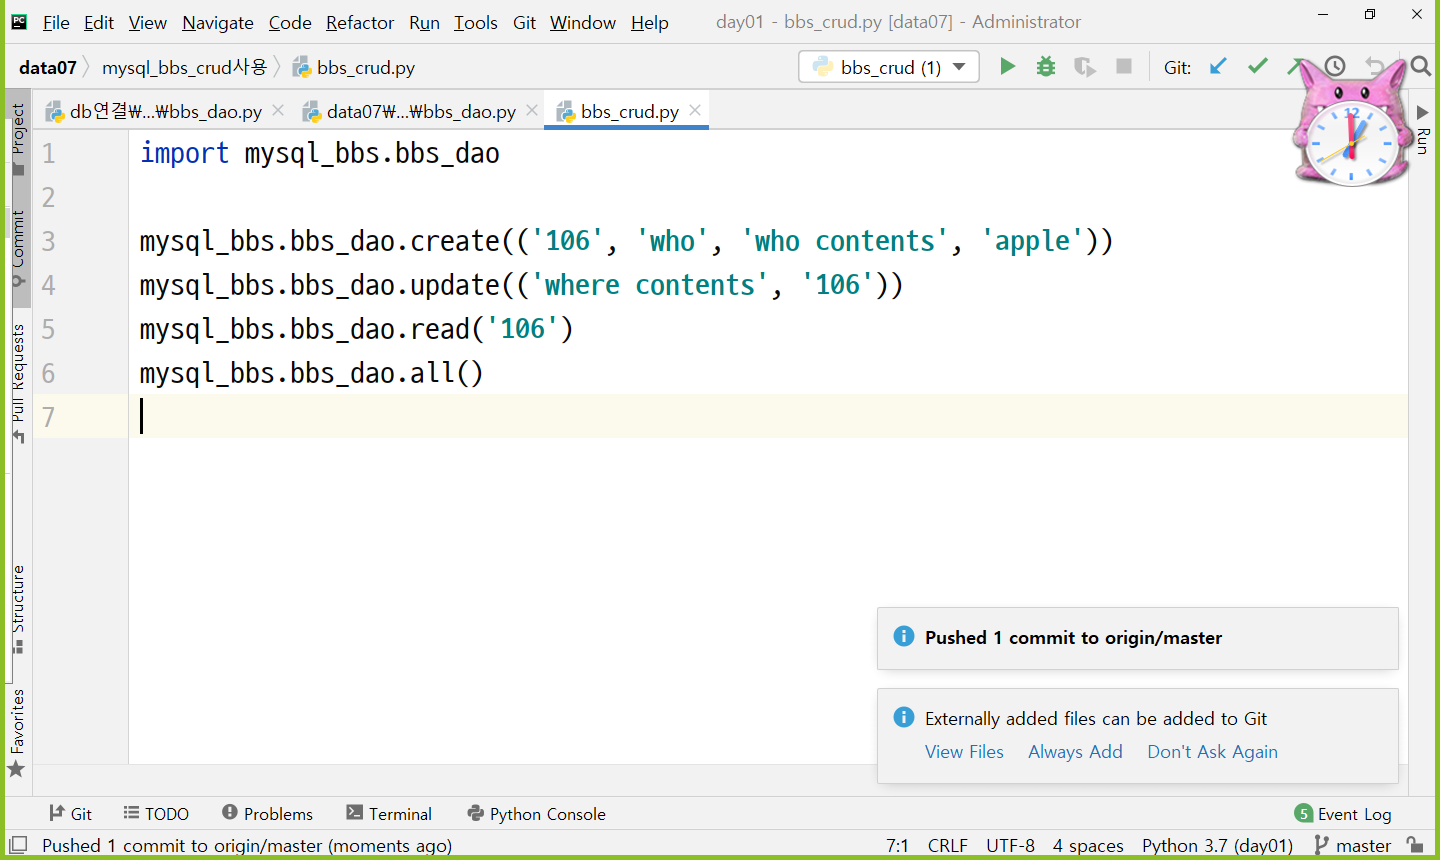 File Edit View Navigate Code Refactor Run Tools Git Window Help day01 - bbs_crud.py [data07] - Administrator
data07 mysql_bbs_crud사용 bbs_crud.py bbs_crud (1) Git:
db연결₩...₩bbs_dao.py data07₩...₩bbs_dao.py bbs_crud.py
Project
Commit
Pull Requests
Structure
Favorites
Run
12
1 import mysql_bbs.bbs_dao
2
3 mysql_bbs.bbs_dao.create(('106', 'who', 'who contents', 'apple'))
4 mysql_bbs.bbs_dao.update(('where contents', '106'))
5 mysql_bbs.bbs_dao.read('106')
6 mysql_bbs.bbs_dao.all()
7
Pushed 1 commit to origin/master
Externally added files can be added to Git
View Files Always Add Don't Ask Again
Git TODO Problems Terminal Python Console 5 Event Log
Pushed 1 commit to origin/master (moments ago) 7:1 CRLF UTF-8 4 spaces Python 3.7 (day01) master